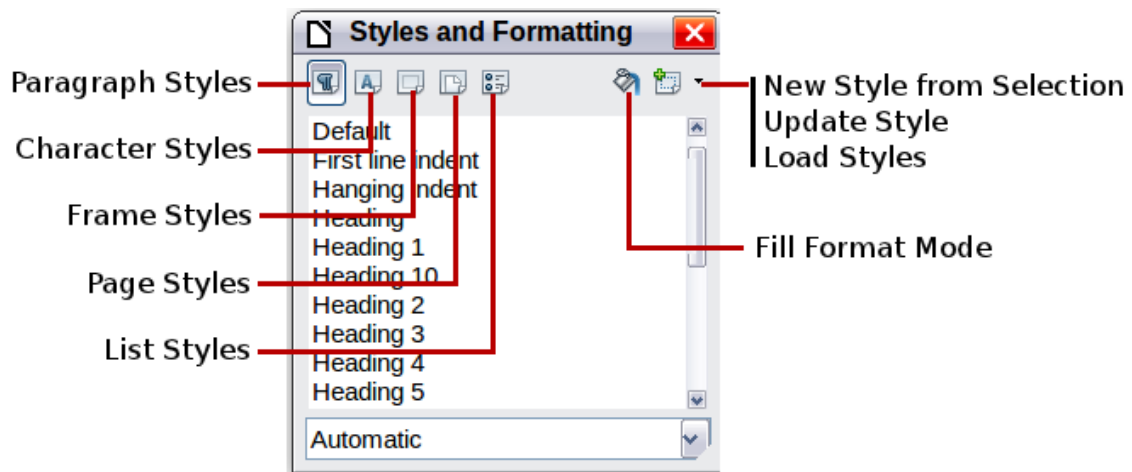 Styles and Formatting
Paragraph Styles
Character Styles
Frame Styles
Page Styles
List Styles
Default
First line indent
Hanging indent
Heading
Heading 1
Heading 10
Heading 2
Heading 3
Heading 4
Heading 5
Automatic
New Style from Selection
Update Style
Load Styles
Fill Format Mode